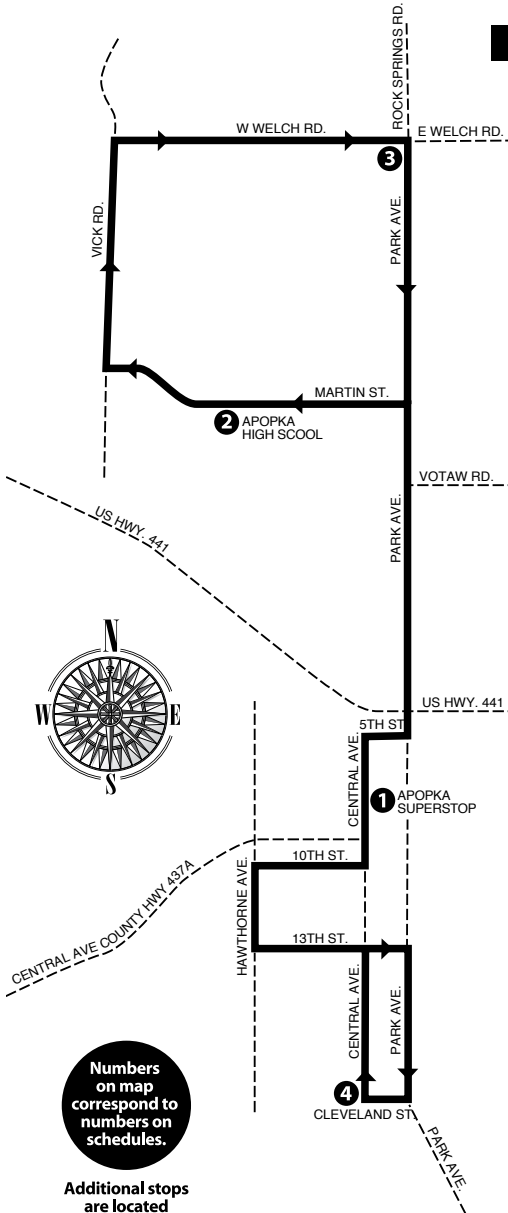 ROCK SPRINGS RD.
W WELCH RD.
E WELCH RD.
3
VICK RD.
PARK AVE.
MARTIN ST.
2 APOPKA
HIGH SCOOL
VOTAW RD.
US HWY. 441
PARK AVE.
N
W E
S
US HWY. 441
5TH ST
CENTRAL AVE.
1 APOPKA
SUPERSTOP
10TH ST.
CENTRAL AVE COUNTY HWY 437A
HAWTHORNE AVE.
13TH ST.
CENTRAL AVE.
PARK AVE.
4
CLEVELAND ST.
PARK AVE.
Numbers
on map
correspond to
numbers on
schedules.
Additional stops
are located